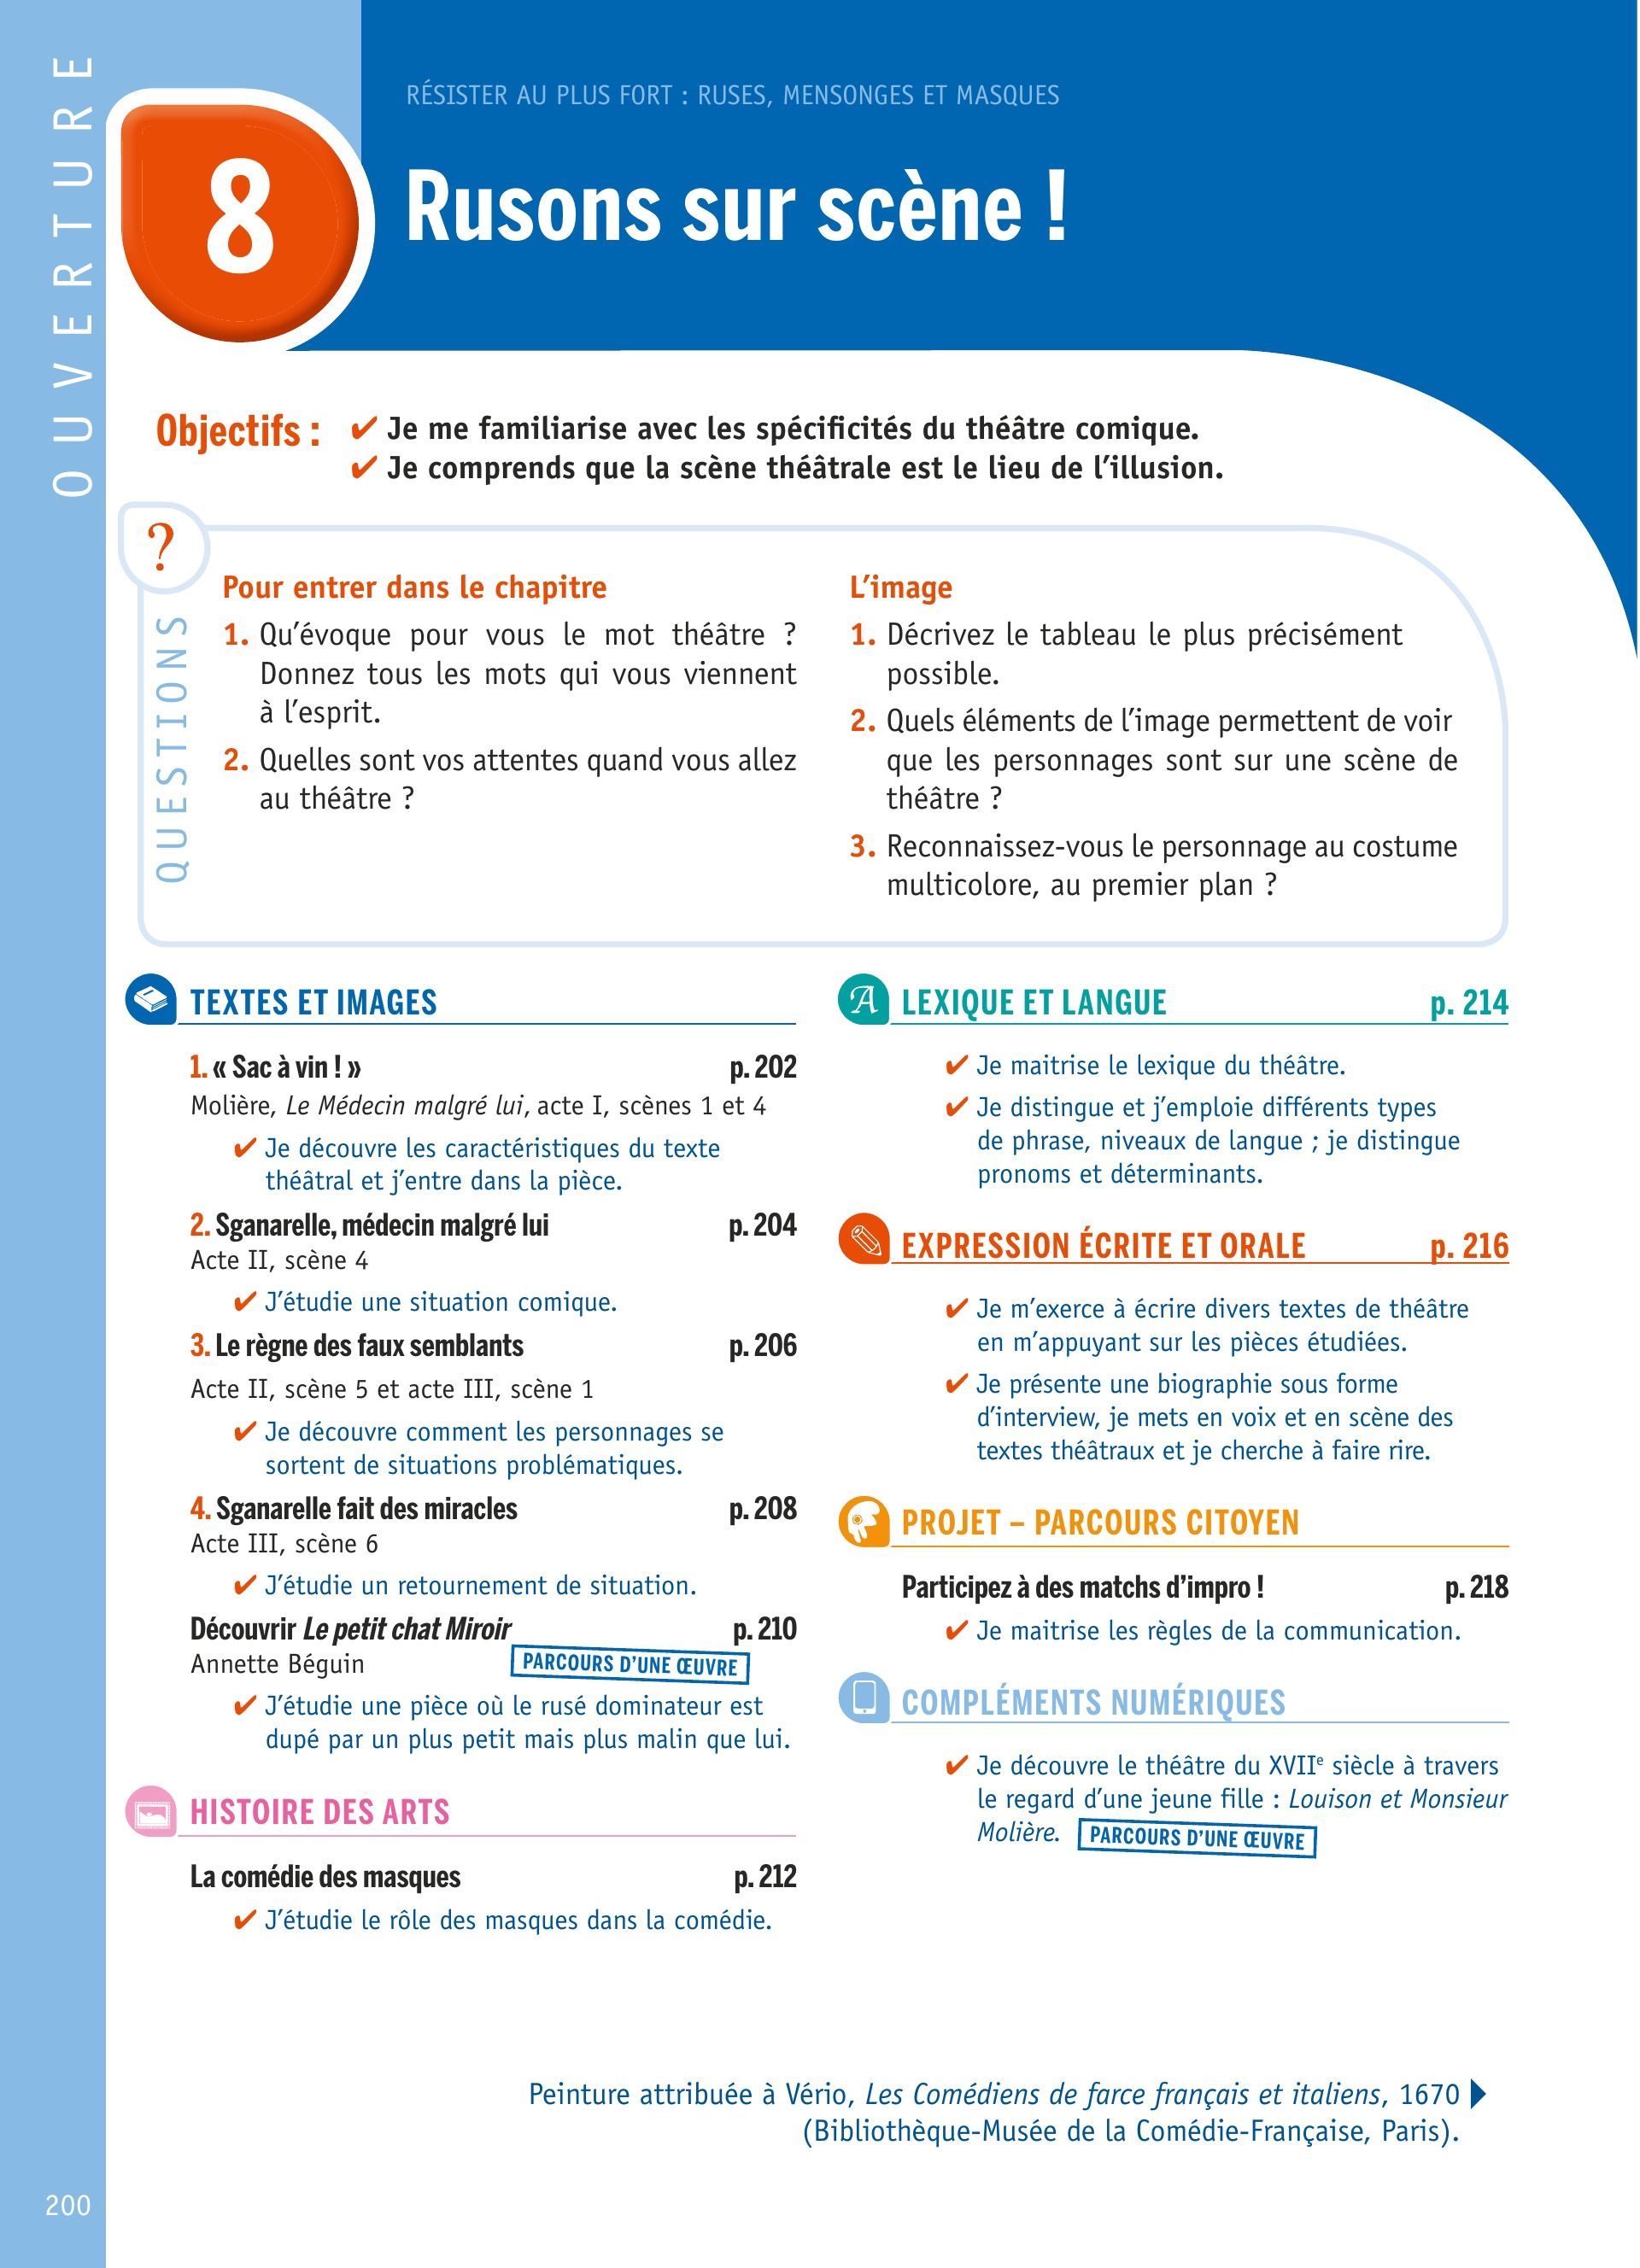 OUVERTURE
RÉSISTER AU PLUS FORT : RUSES, MENSONGES ET MASQUES
8
Rusons sur scène !
Objectifs :
✔ Je me familiarise avec les spécificités du théâtre comique.
✔ Je comprends que la scène théâtrale est le lieu de l’illusion.
?
QUESTIONS
Pour entrer dans le chapitre
1. Qu’évoque pour vous le mot théâtre ?
Donnez tous les mots qui vous viennent
à l’esprit.
2. Quelles sont vos attentes quand vous allez
au théâtre ?
L’image
1. Décrivez le tableau le plus précisément
possible.
2. Quels éléments de l’image permettent de voir
que les personnages sont sur une scène de
théâtre ?
3. Reconnaissez-vous le personnage au costume
multicolore, au premier plan ?
TEXTES ET IMAGES
1. « Sac à vin ! » p. 202
Molière, Le Médecin malgré lui, acte I, scènes 1 et 4
✔ Je découvre les caractéristiques du texte
théâtral et j’entre dans la pièce.
2. Sganarelle, médecin malgré lui p. 204
Acte II, scène 4
✔ J’étudie une situation comique.
3. Le règne des faux semblants p. 206
Acte II, scène 5 et acte III, scène 1
✔ Je découvre comment les personnages se
sortent de situations problématiques.
4. Sganarelle fait des miracles p. 208
Acte III, scène 6
✔ J’étudie un retournement de situation.
Découvrir Le petit chat Miroir p. 210
Annette Béguin PARCOURS D’UNE ŒUVRE
✔ J’étudie une pièce où le rusé dominateur est
dupé par un plus petit mais plus malin que lui.
HISTOIRE DES ARTS
La comédie des masques p. 212
✔ J’étudie le rôle des masques dans la comédie.
A LEXIQUE ET LANGUE p. 214
✔ Je maitrise le lexique du théâtre.
✔ Je distingue et j’emploie différents types
de phrase, niveaux de langue ; je distingue
pronoms et déterminants.
EXPRESSION ÉCRITE ET ORALE p. 216
✔ Je m’exerce à écrire divers textes de théâtre
en m’appuyant sur les pièces étudiées.
✔ Je présente une biographie sous forme
d’interview, je mets en voix et en scène des
textes théâtraux et je cherche à faire rire.
PROJET – PARCOURS CITOYEN
Participez à des matchs d’impro ! p. 218
✔ Je maitrise les règles de la communication.
COMPLÉMENTS NUMÉRIQUES
✔ Je découvre le théâtre du XVIIe siècle à travers
le regard d’une jeune fille : Louison et Monsieur
Molière. PARCOURS D’UNE ŒUVRE
Peinture attribuée à Vério, Les Comédiens de farce français et italiens, 1670
(Bibliothèque-Musée de la Comédie-Française, Paris).
200